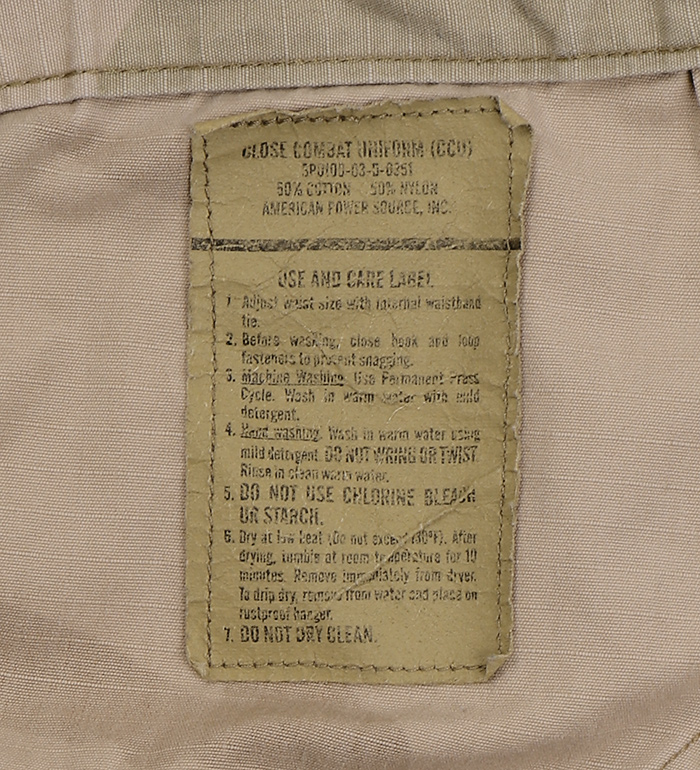 CLOSE COMBAT UNIFORM (CCU)
SPO100-03-D-0351
50% COTTON 50% NYLON
AMERICAN POWER SOURCE, INC.
USE AND CARE LABEL
1. Adjust waist size with internal waistband
tie.
2. Before washing, close hook and loop
fasteners to prevent snagging.
3. Machine Washing. Use Permanent Press
Cycle. Wash in warm water with mild
detergent.
4. Hand washing. Wash in warm water using
mild detergent. DO NOT WRING OR TWIST.
Rinse in clean warm water.
5. DO NOT USE CHLORINE BLEACH
OR STARCH.
6. Dry at low heat (Do not exceed 130°F). After
drying, tumble at room temperature for 10
minutes. Remove immediately from dryer.
To drip dry, remove from water and place on
rustproof hanger.
7. DO NOT DRY CLEAN.